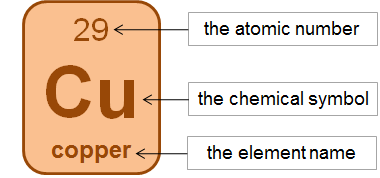 29
the atomic number
Cu
the chemical symbol
copper
the element name